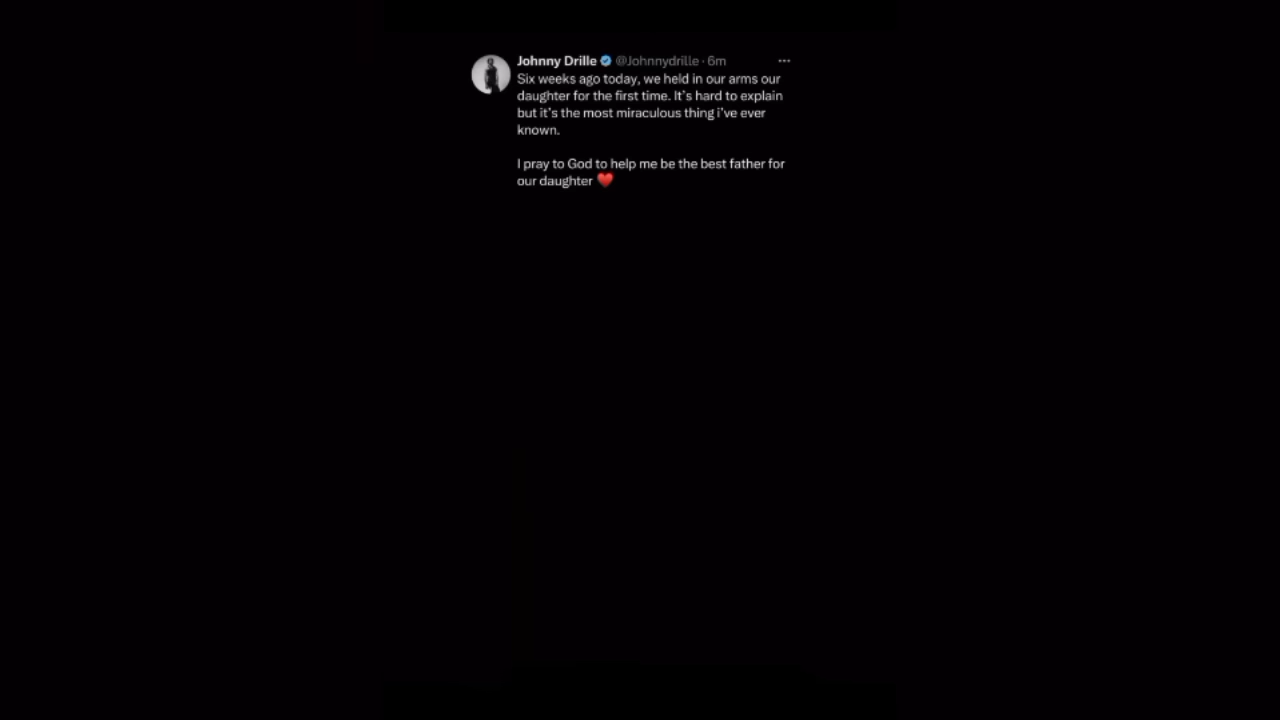 Johnny Drille @Johnnydrille · 6m ...
Six weeks ago today, we held in our arms our
daughter for the first time. It's hard to explain
but it's the most miraculous thing i've ever
known.
I pray to God to help me be the best father for
our daughter ❤️